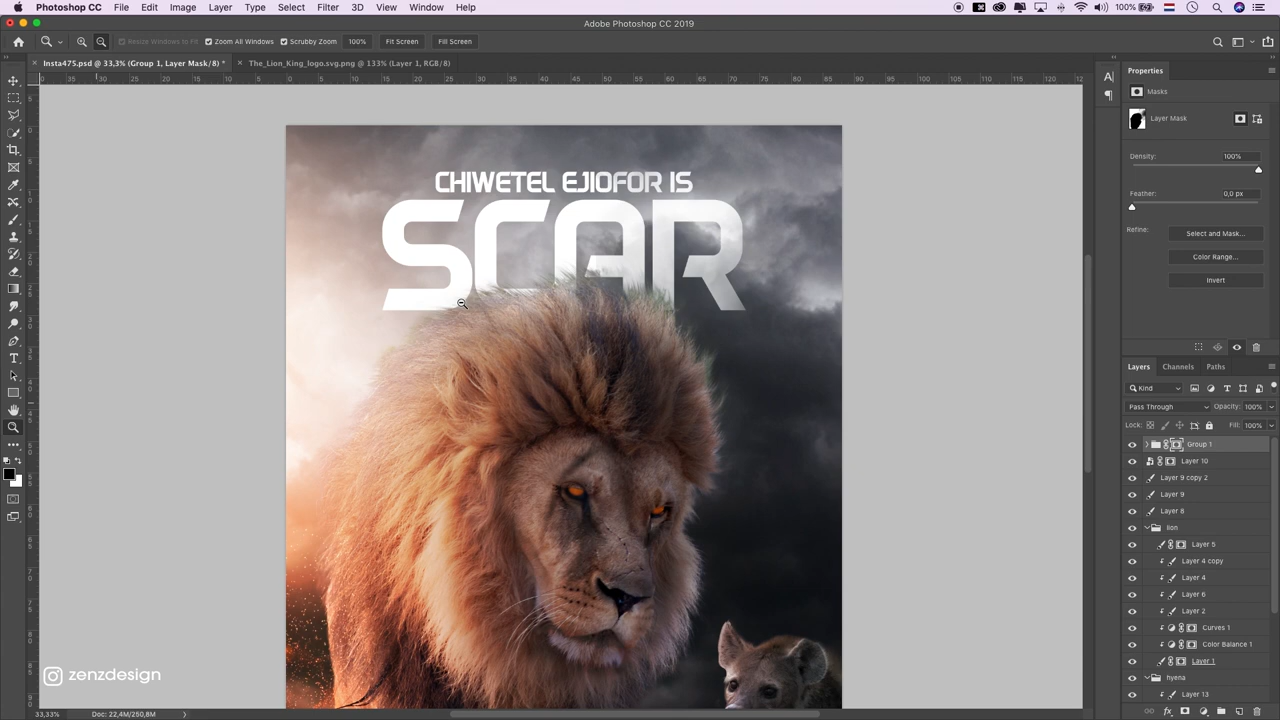 Photoshop CC File Edit Image Layer Type Select Filter 3D View Window Help 100%
Adobe Photoshop CC 2019
Resize Windows to Fit Zoom All Windows Scrubby Zoom 100% Fit Screen Fill Screen
Insta475.psd @ 33,3% (Group 1, Layer Mask/8) * The_Lion_King_logo.svg.png @ 133% (Layer 1, RGB/8)
Properties
Masks
Layer Mask
Density: 100%
Feather: 0,0 px
Refine: Select and Mask...
Color Range...
Invert
CHIWETEL EJIOFOR IS
SCAR
Layers Channels Paths
Kind
Pass Through Opacity: 100%
Lock: Fill: 100%
Group 1
Layer 10
Layer 9 copy 2
Layer 9
Layer 8
lion
Layer 5
Layer 4 copy
Layer 4
Layer 6
Layer 2
Curves 1
Color Balance 1
Layer 1
hyena
Layer 13
zenzdesign
33,33% Doc: 22,4M/250,8M